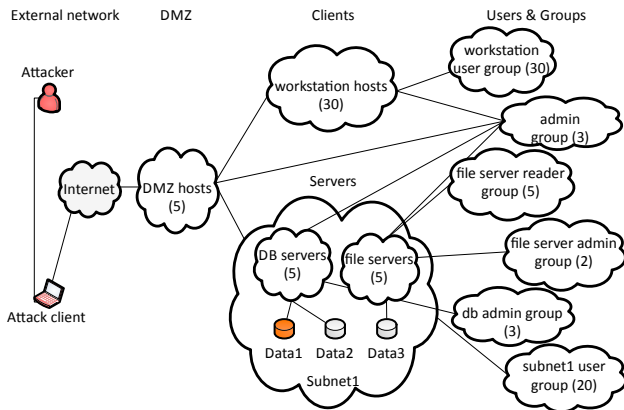 External network
DMZ
Clients
Users & Groups
Attacker
workstation hosts
(30)
workstation
user group (30)
admin
group (3)
Internet
DMZ hosts
(5)
Servers
file server reader
group (5)
DB servers
(5)
file servers
(5)
file server admin
group (2)
Attack client
db admin group
(3)
Data1
Data2
Data3
Subnet1
subnet1 user
group (20)